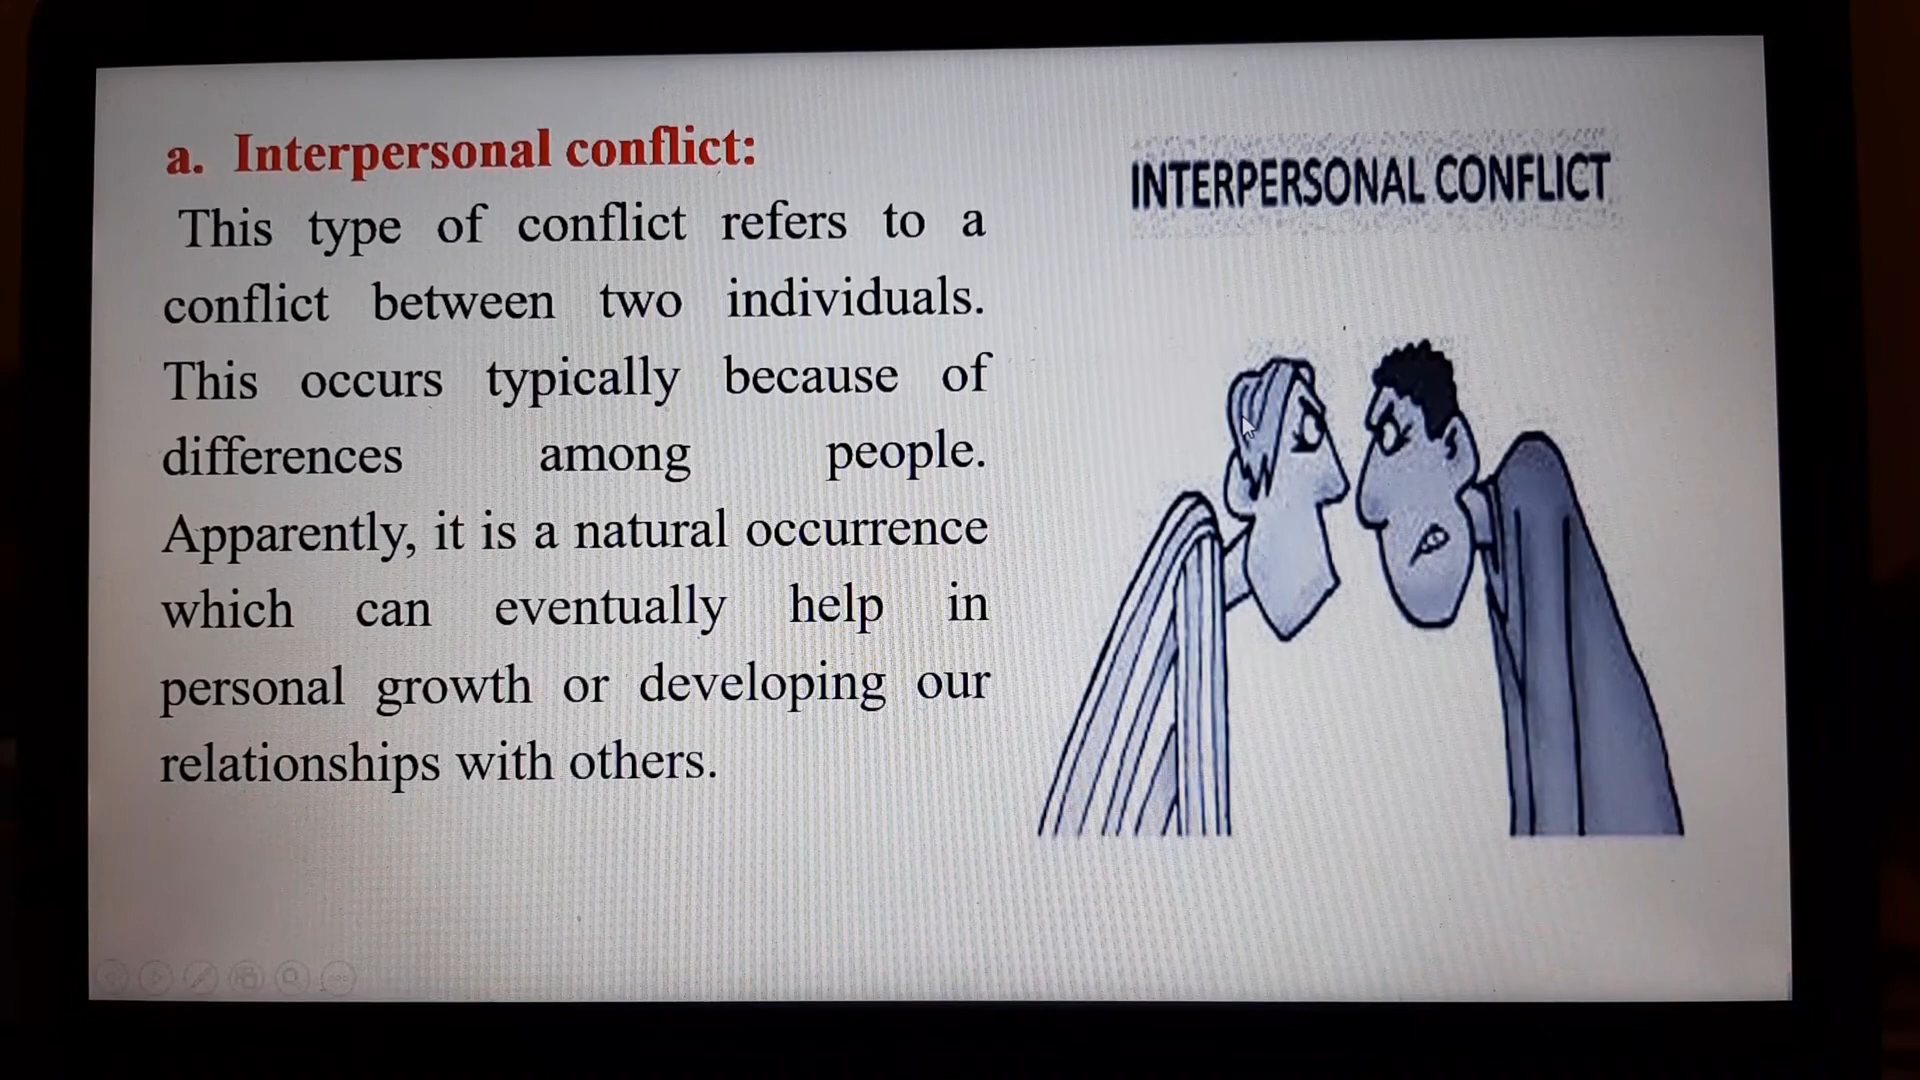 a. Interpersonal conflict:
This type of conflict refers to a
conflict between two individuals.
This occurs typically because of
differences among people.
Apparently, it is a natural occurrence
which can eventually help in
personal growth or developing our
relationships with others.
INTERPERSONAL CONFLICT